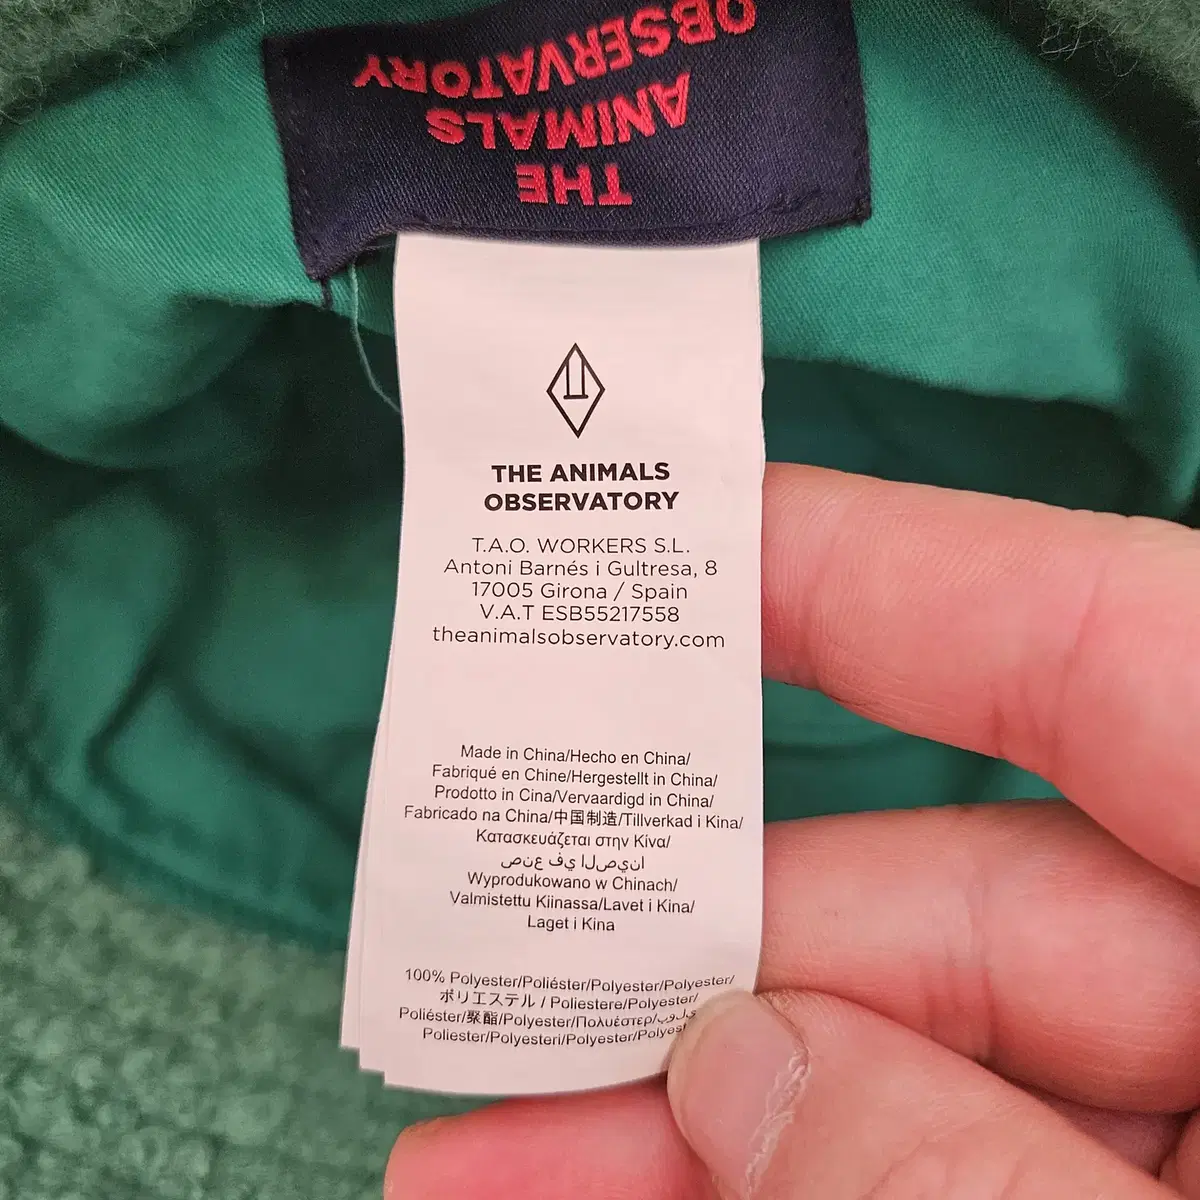 THE
ANIMALS
OBSERVATORY
THE ANIMALS
OBSERVATORY
T.A.O. WORKERS S.L.
Antoni Barnés i Gultresa, 8
17005 Girona / Spain
V.A.T ESB55217558
theanimalsobservatory.com
Made in China/Hecho en China/
Fabriqué en Chine/Hergestellt in China/
Prodotto in Cina/Vervaardigd in China/
Fabricado na China/中国制造/Tillverkad i Kina/
Κατασκευάζεται στην Κίνα/
صنع في الصينا
Wyprodukowano w Chinach/
Valmistettu Kiinassa/Lavet i Kina/
Laget i Kina
100% Polyester/Poliéster/Polyester/Polyester/
ポリエステル / Poliestere/Polyester/
Poliéster/聚酯/Polyester/Πολυέστερ/
Poliester/Polyesteri/Polyester/